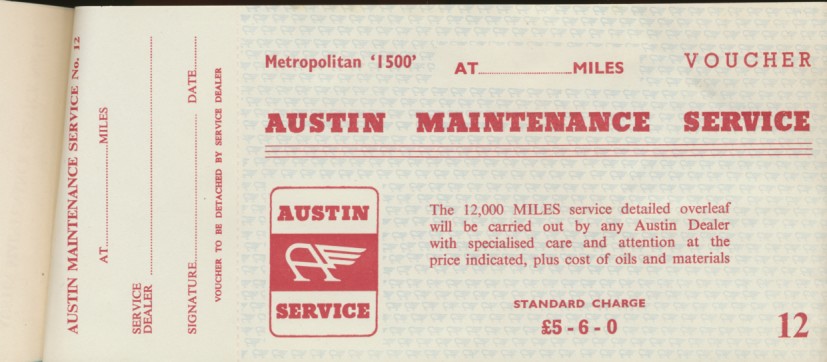 AUSTIN MAINTENANCE SERVICE No. 12
AT..........MILES
SERVICE
DEALER..........
SIGNATURE..........DATE..........
VOUCHER TO BE DETACHED BY SERVICE DEALER
Metropolitan '1500'
AT..........MILES
VOUCHER
AUSTIN MAINTENANCE SERVICE
AUSTIN
A
SERVICE
The 12,000 MILES service detailed overleaf
will be carried out by any Austin Dealer
with specialised care and attention at the
price indicated, plus cost of oils and materials
STANDARD CHARGE
£5-6-0
12